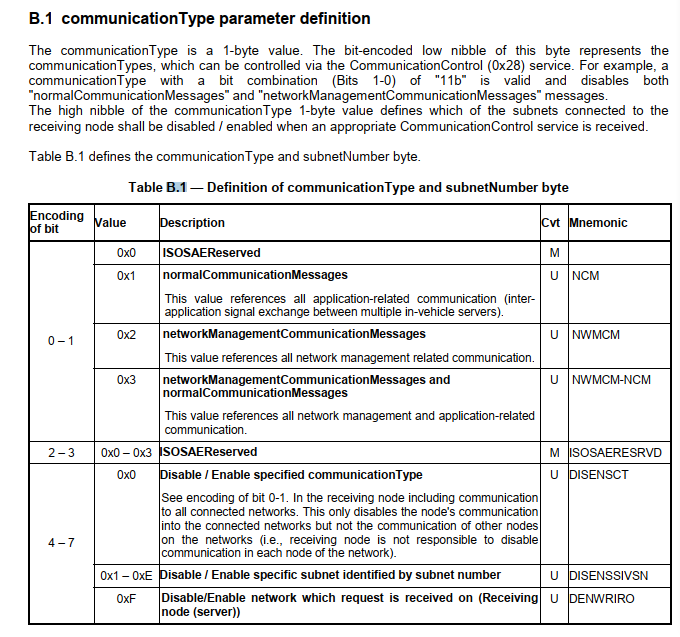 B.1 communicationType parameter definition
The communicationType is a 1-byte value. The bit-encoded low nibble of this byte represents the
communicationTypes, which can be controlled via the CommunicationControl (0x28) service. For example, a
communicationType with a bit combination (Bits 1-0) of "11b" is valid and disables both
"normalCommunicationMessages" and "networkManagementCommunicationMessages" messages.
The high nibble of the communicationType 1-byte value defines which of the subnets connected to the
receiving node shall be disabled / enabled when an appropriate CommunicationControl service is received.
Table B.1 defines the communicationType and subnetNumber byte.
Table B.1 — Definition of communicationType and subnetNumber byte
Encoding of bit Value Description Cvt Mnemonic
0 – 1
0x0 ISOSAEReserved M
0x1 normalCommunicationMessages U NCM
This value references all application-related communication (inter-
application signal exchange between multiple in-vehicle servers).
0x2 networkManagementCommunicationMessages U NWMCM
This value references all network management related communication.
0x3 networkManagementCommunicationMessages and U NWMCM-NCM
normalCommunicationMessages
This value references all network management and application-related
communication.
2 – 3 0x0 – 0x3 ISOSAEReserved M ISOSAERESRVD
4 – 7
0x0 Disable / Enable specified communicationType U DISENSCT
See encoding of bit 0-1. In the receiving node including communication
to all connected networks. This only disables the node's communication
into the connected networks but not the communication of other nodes
on the networks (i.e., receiving node is not responsible to disable
communication in each node of the network).
0x1 – 0xE Disable / Enable specific subnet identified by subnet number U DISENSSIVSN
0xF Disable/Enable network which request is received on (Receiving U DENWRIRO
node (server))